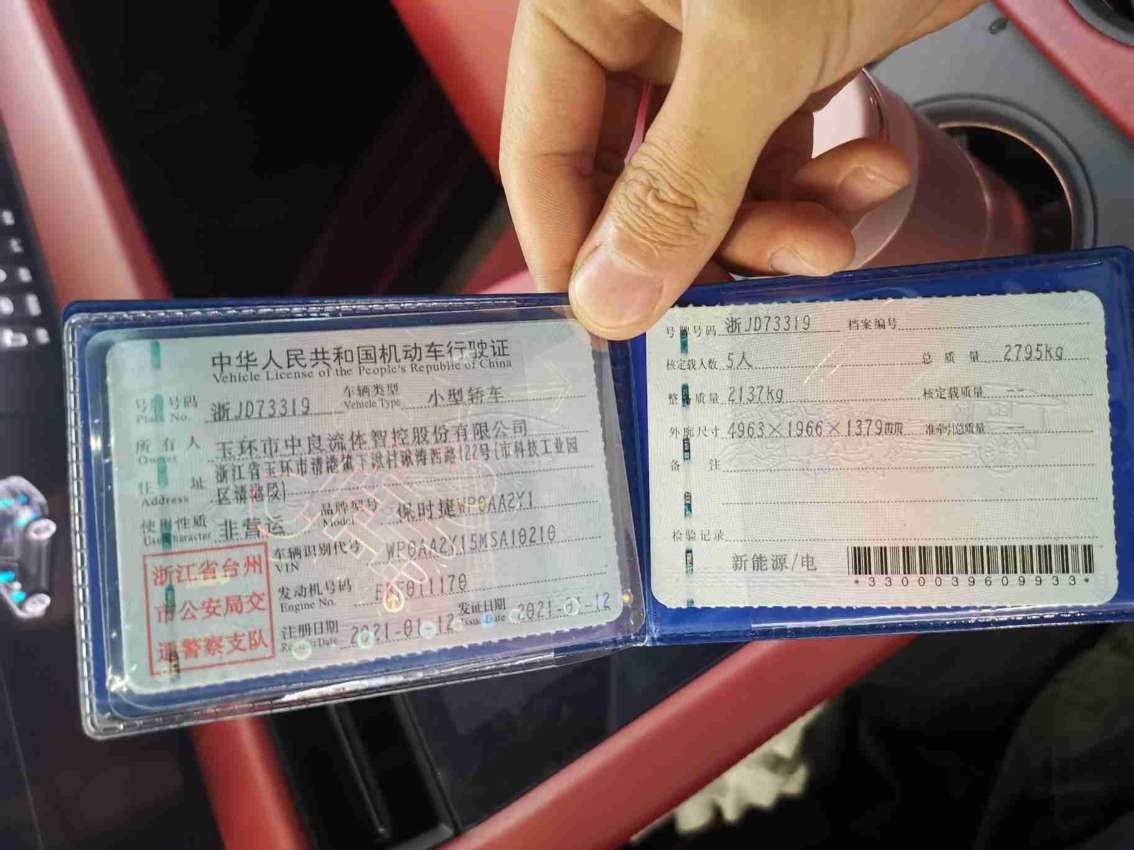 中华人民共和国机动车行驶证
Vehicle License of the People's Republic of China
号牌号码 浙JD73319 车辆类型 小型轿车
Plate No. Vehicle Type
所有人 玉环市中良流体智控股份有限公司
Owner
住址 浙江省玉环市清港镇下湫村湫涛西路122号(市科技工业园
Address 区清港段)
使用性质 非营运 品牌型号 保时捷WP0AA2Y1
Use Character Model
车辆识别代号 WP0AA2Y15MSA10210
VIN
发动机号码
Engine No.
注册日期 2021-01-12 发证日期 2021-01-12
Register Date Issue Date
浙江省台州
市公安局交
通警察支队
号牌号码 浙JD73319 档案编号
核定载人数 5人 总质量 2795kg
整备质量 2137kg 核定载质量 --
外廓尺寸 4963×1966×1379mm 准牵引总质量 --
备注
检验记录
新能源/电
*3300039609933*